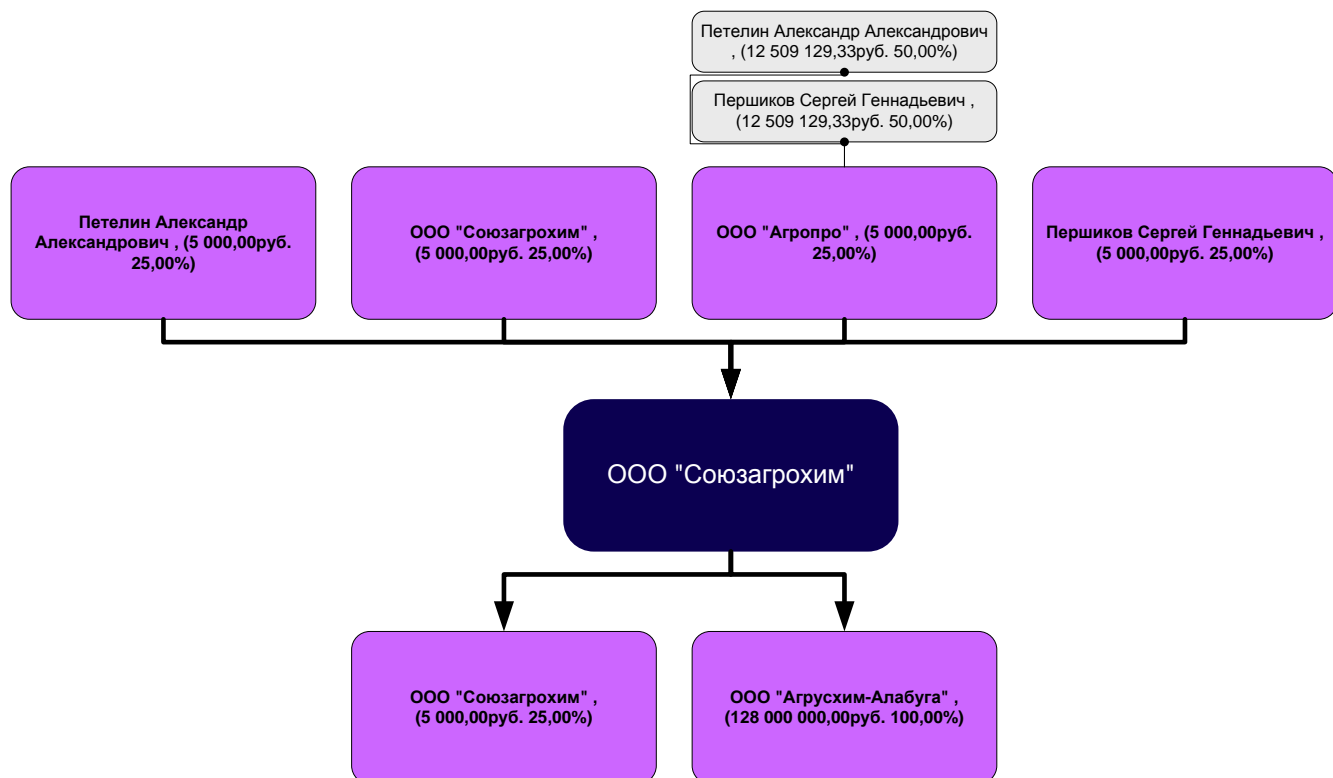 Петелин Александр Александрович
, (12 509 129,33руб. 50,00%)
Першиков Сергей Геннадьевич ,
(12 509 129,33руб. 50,00%)
Петелин Александр
Александрович , (5 000,00руб.
25,00%)
ООО "Союзагрохим" ,
(5 000,00руб. 25,00%)
ООО "Агропро" , (5 000,00руб.
25,00%)
Першиков Сергей Геннадьевич ,
(5 000,00руб. 25,00%)
ООО "Союзагрохим"
ООО "Союзагрохим" ,
(5 000,00руб. 25,00%)
ООО "Агрусхим-Алабуга" ,
(128 000 000,00руб. 100,00%)